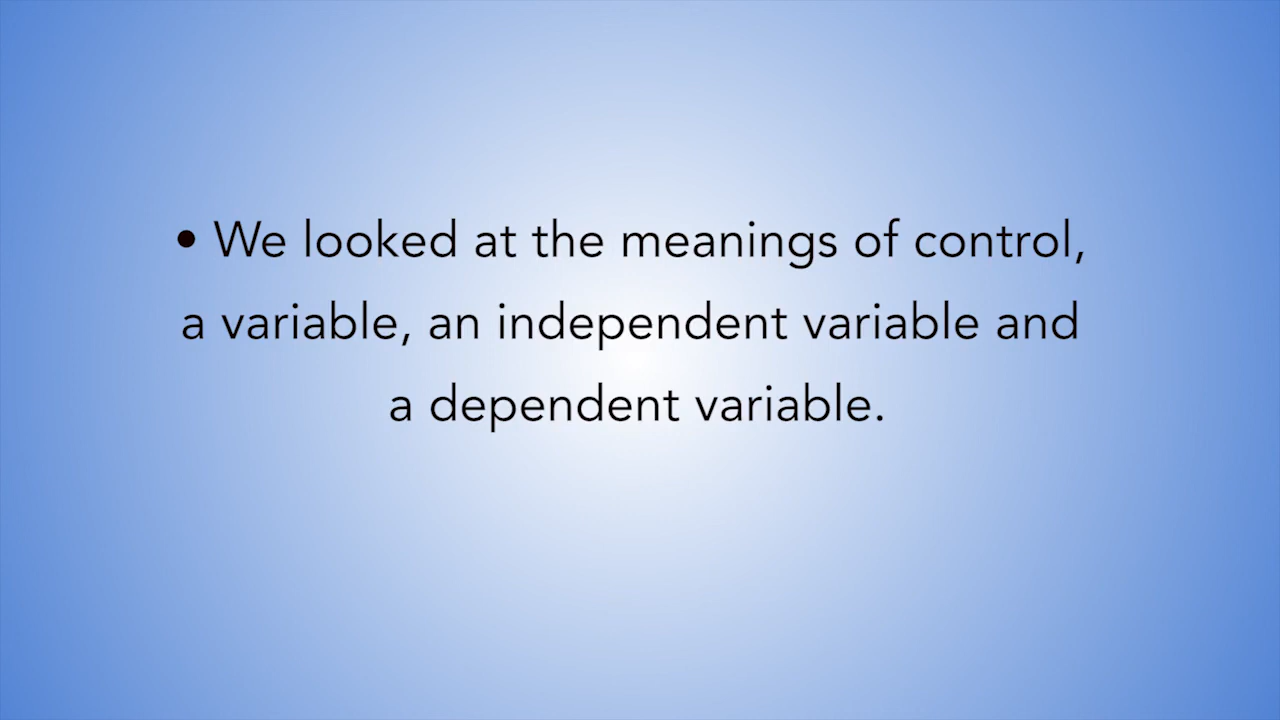 • We looked at the meanings of control,
a variable, an independent variable and
a dependent variable.